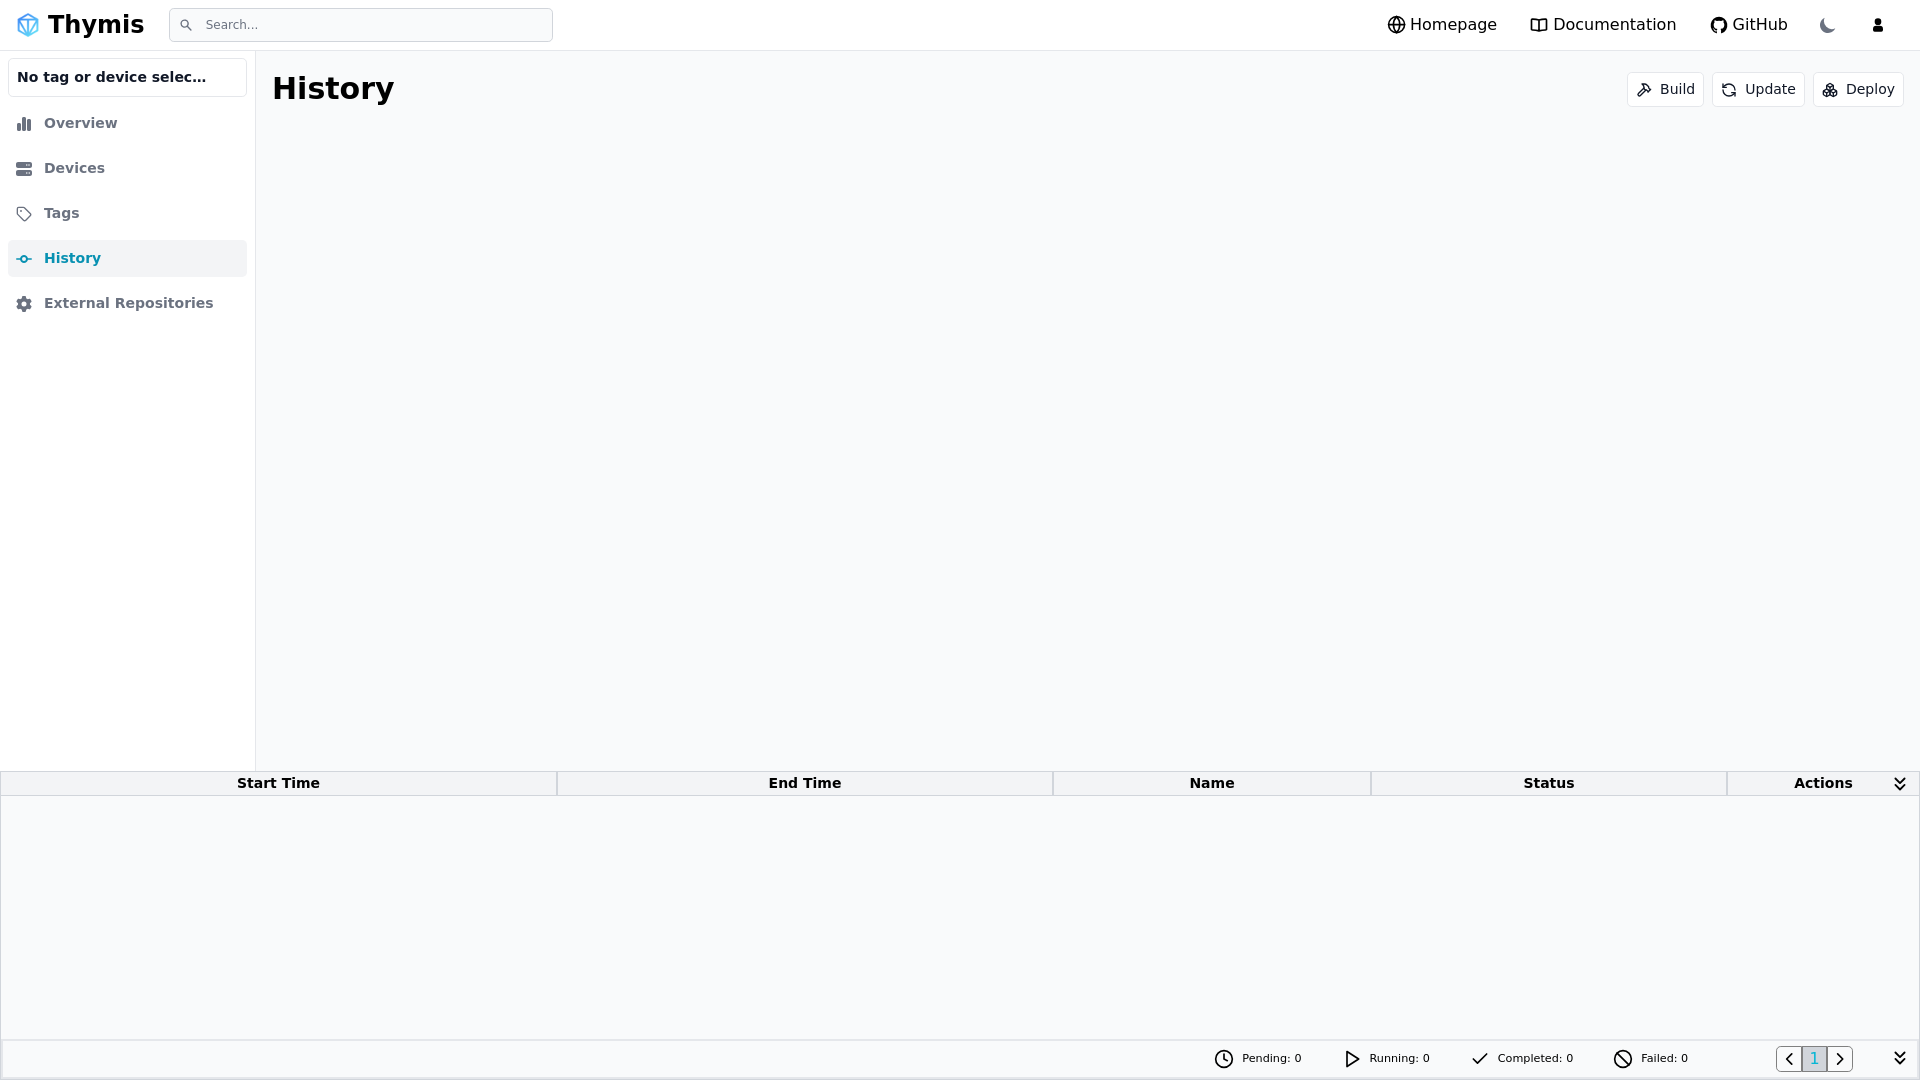 Thymis
Search...
Homepage
Documentation
GitHub
No tag or device selec...
Overview
Devices
Tags
History
External Repositories
History
Build
Update
Deploy
Start Time
End Time
Name
Status
Actions
Pending: 0
Running: 0
Completed: 0
Failed: 0
1